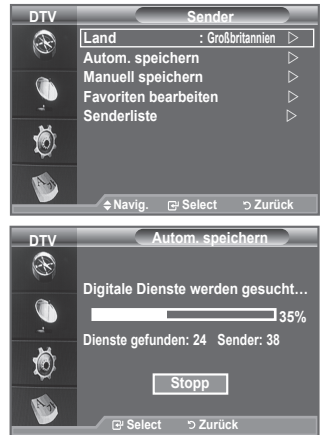 DTV Sender
Land : Großbritannien
Autom. speichern
Manuell speichern
Favoriten bearbeiten
Senderliste
Navig. Select Zurück
DTV Autom. speichern
Digitale Dienste werden gesucht…
35%
Dienste gefunden: 24 Sender: 38
Stopp
Select Zurück